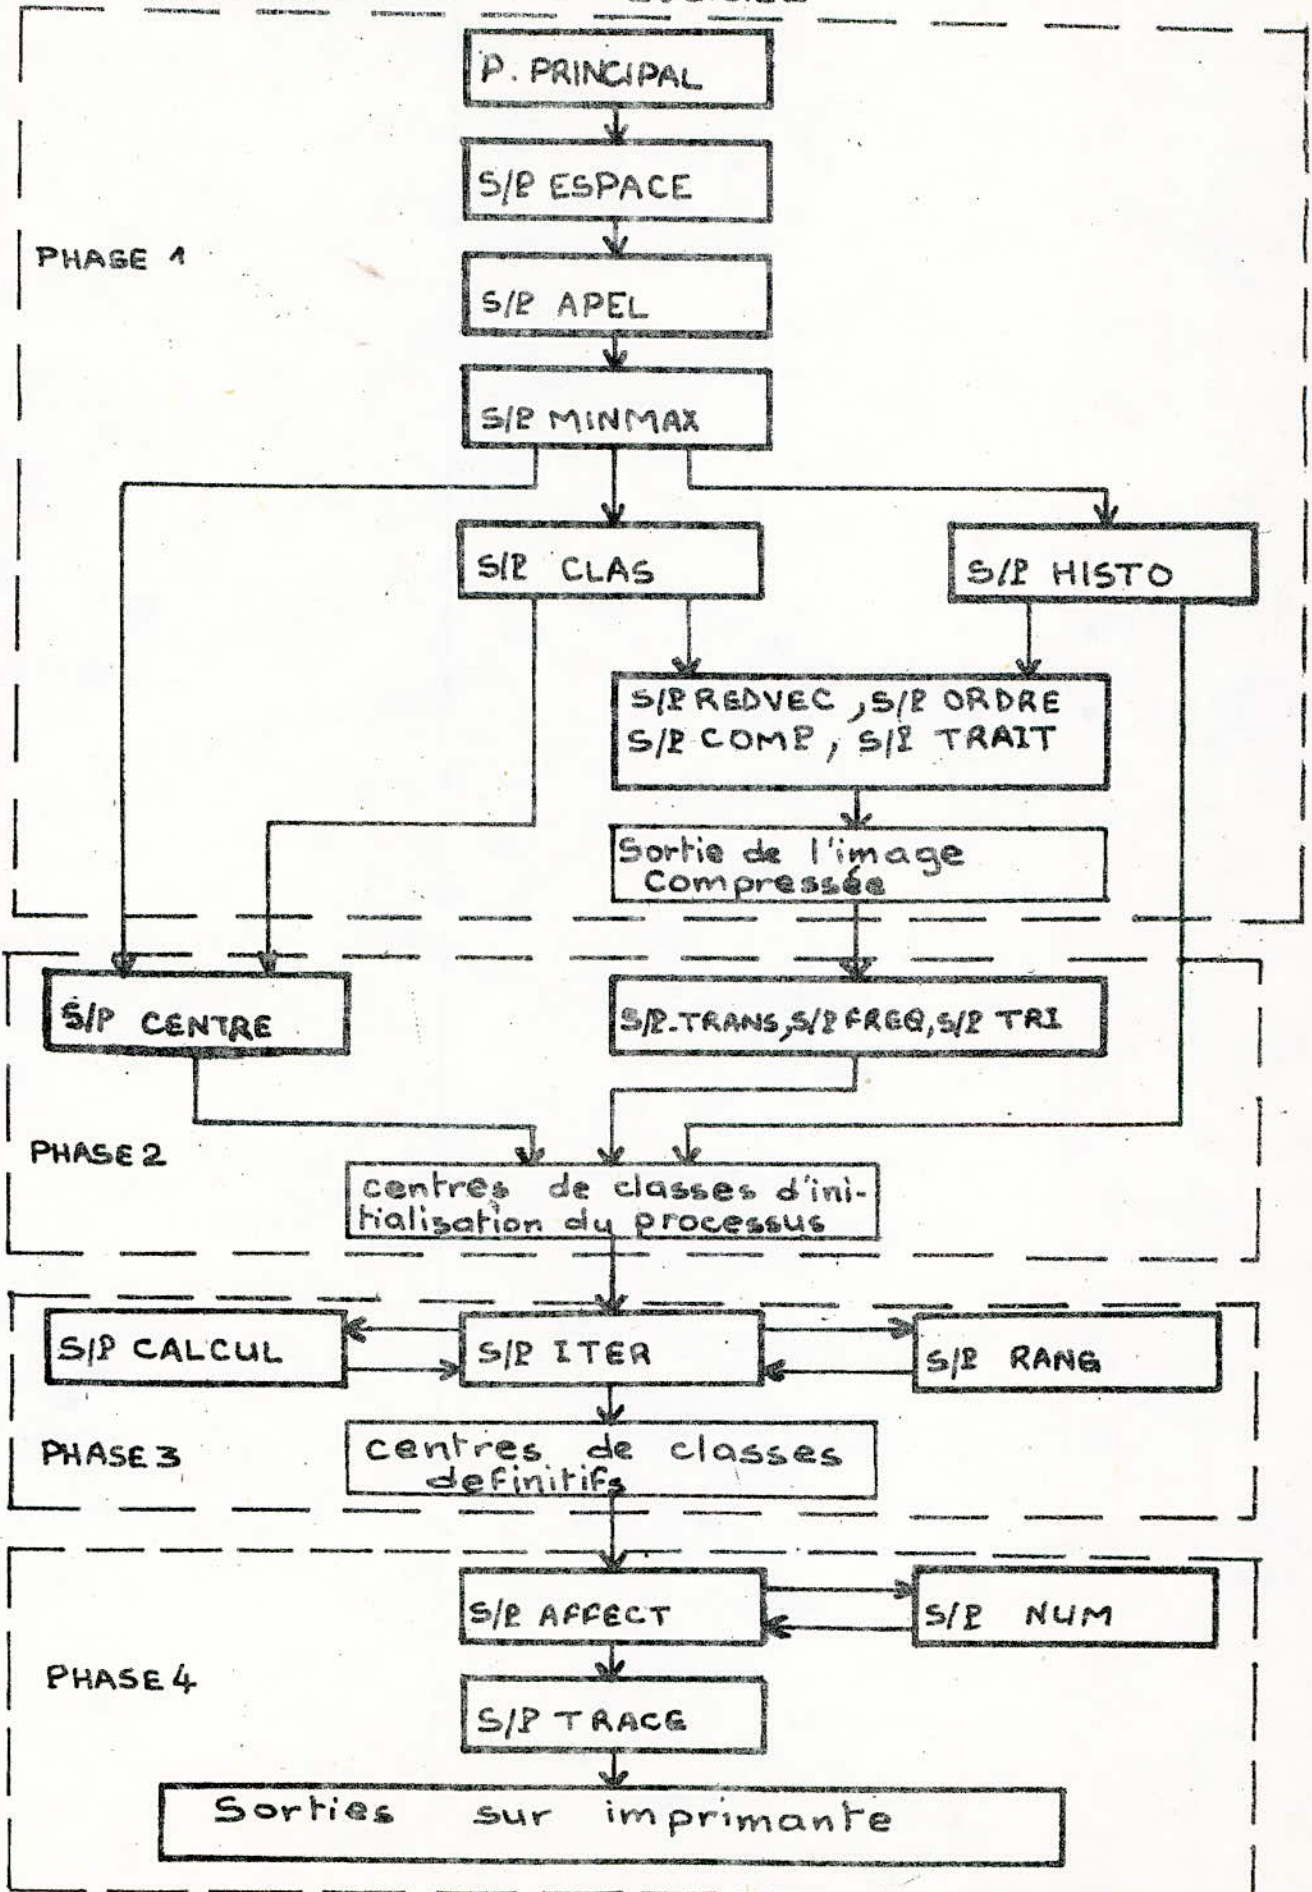 P. PRINCIPAL
S/P ESPACE
PHASE 1
S/P APEL
S/P MINMAX
S/P CLAS
S/P HISTO
S/P REDVEC, S/P ORDRE
S/P COMP, S/P TRAIT
Sortie de l'image
Compressée
S/P CENTRE
S/P.TRANS, S/P FREQ, S/P TRI
PHASE 2
centres de classes d'ini-
tialisation du processus
S/P CALCUL
S/P ITER
S/P RANG
PHASE 3
centres de classes
definitifs
S/P AFFECT
S/P NUM
PHASE 4
S/P TRACE
Sorties sur imprimante